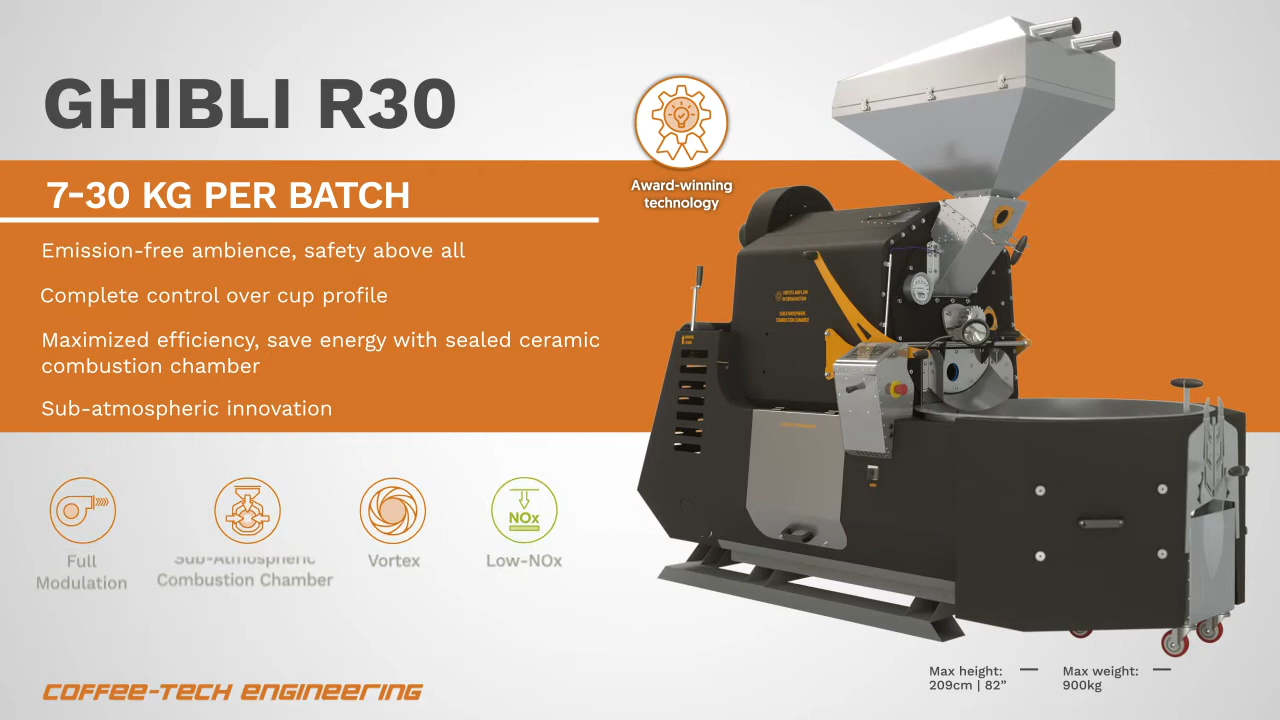 GHIBLI R30
Award-winning
technology
7-30 KG PER BATCH
Emission-free ambience, safety above all
Complete control over cup profile
Maximized efficiency, save energy with sealed ceramic
combustion chamber
Sub-atmospheric innovation
NOx
Full
Modulation
Sub-Atmospheric
Combustion Chamber
Vortex
Low-NOx
Max height:
209cm | 82”
Max weight:
900kg
COFFEE-TECH ENGINEERING